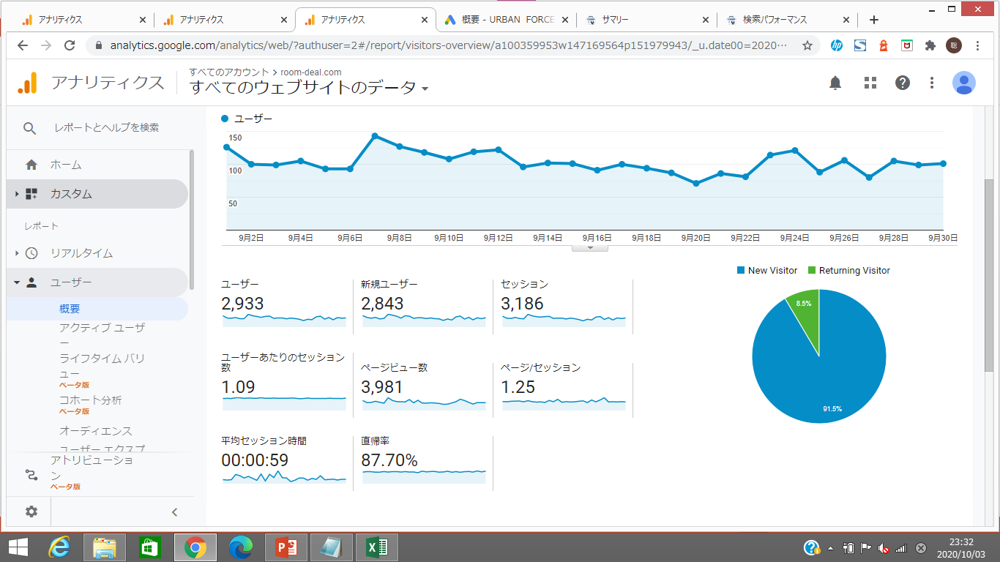 アナリティクス
アナリティクス
アナリティクス
概要 - URBAN FORCE
サマリー
検索パフォーマンス
analytics.google.com/analytics/web/?authuser=2#/report/visitors-overview/a100359953w147169564p151979943/_u.date00=2020…
アナリティクス
すべてのアカウント > room-deal.com
すべてのウェブサイトのデータ
レポートとヘルプを検索
ホーム
カスタム
レポート
リアルタイム
ユーザー
概要
アクティブ ユーザ
ー
ライフタイム バリ
ュー
ベータ版
コホート分析
ベータ版
オーディエンス
ユーザー エクスプ
アトリビューショ
ン
ベータ版
ユーザー
150
100
50
9月2日
9月4日
9月6日
9月8日
9月10日
9月12日
9月14日
9月16日
9月18日
9月20日
9月22日
9月24日
9月26日
9月28日
9月30日
ユーザー
2,933
新規ユーザー
2,843
セッション
3,186
ユーザーあたりのセッション
数
1.09
ページビュー数
3,981
ページ/セッション
1.25
平均セッション時間
00:00:59
直帰率
87.70%
New Visitor
Returning Visitor
8.5%
91.5%
23:32
2020/10/03